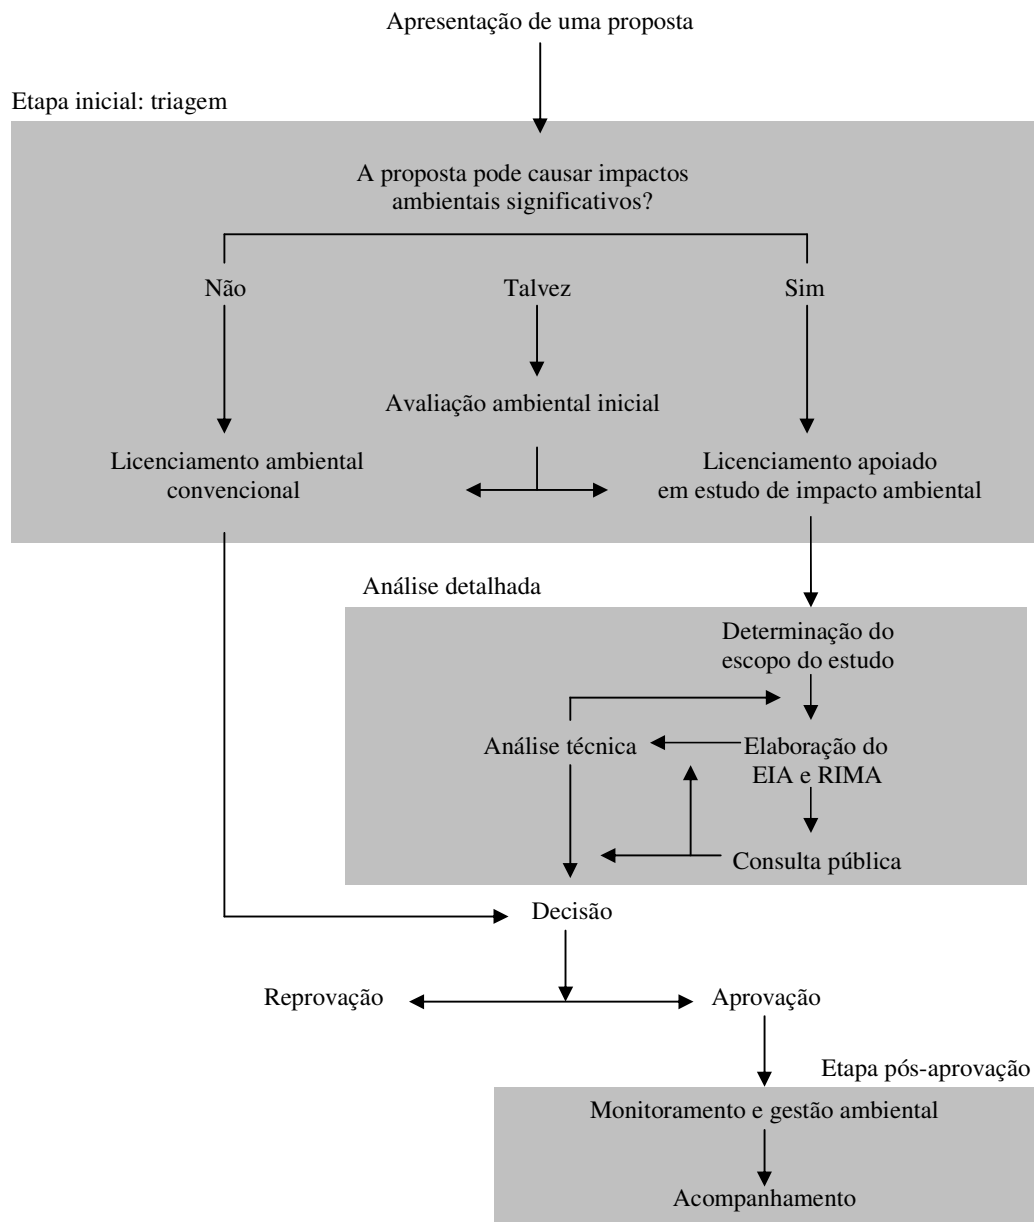 Apresentação de uma proposta
Etapa inicial: triagem
A proposta pode causar impactos
ambientais significativos?
Não
Talvez
Sim
Avaliação ambiental inicial
Licenciamento ambiental
convencional
Licenciamento apoiado
em estudo de impacto ambiental
Análise detalhada
Determinação do
escopo do estudo
Análise técnica
Elaboração do
EIA e RIMA
Consulta pública
Decisão
Reprovação
Aprovação
Etapa pós-aprovação
Monitoramento e gestão ambiental
Acompanhamento